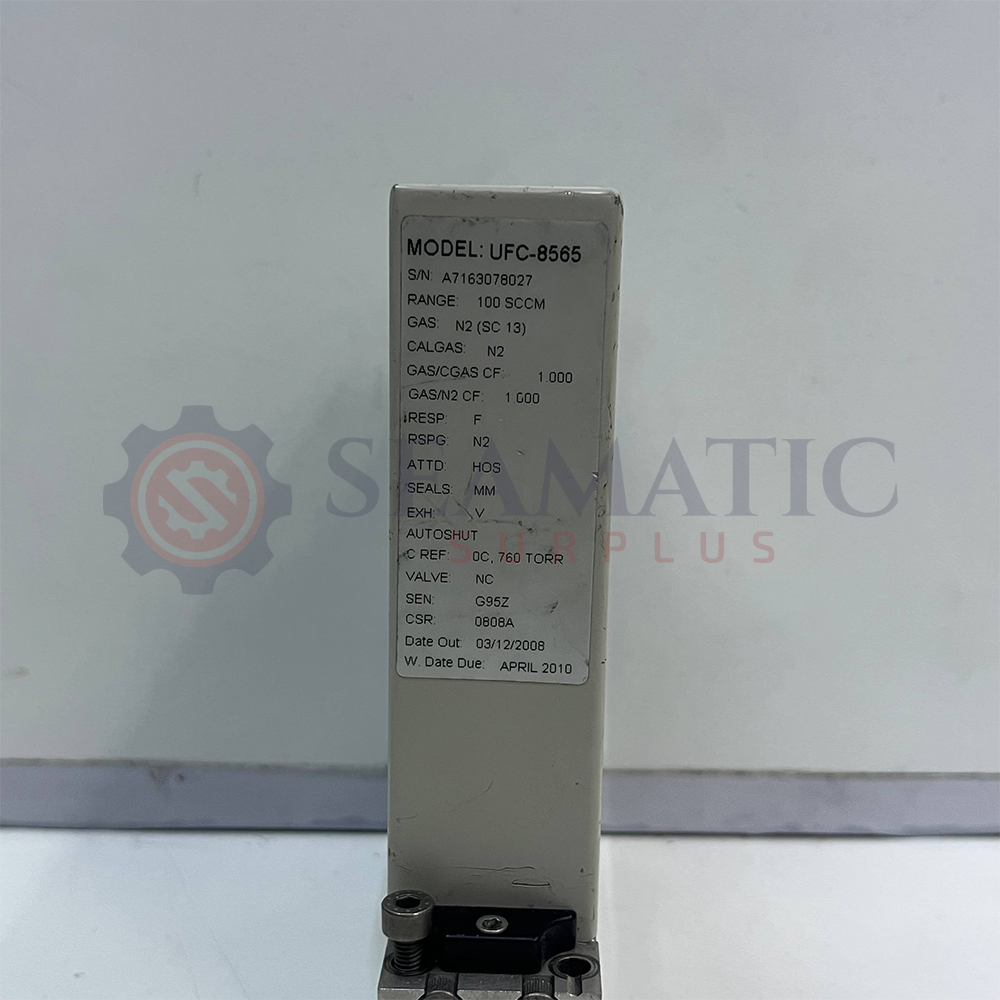 MODEL: UFC-8565
S/N: A7163078027
RANGE: 100 SCCM
GAS: N2 (SC 13)
CALGAS: N2
GAS/CGAS CF: 1.000
GAS/N2 CF: 1.000
RESP: F
RSPG: N2
ATTD: HOS
SEALS: MM
EXH: V
AUTOSHUT
C REF: 0C, 760 TORR
VALVE: NC
SEN: G95Z
CSR: 0808A
Date Out: 03/12/2008
W. Date Due: APRIL 2010
SEAMATIC
SURPLUS